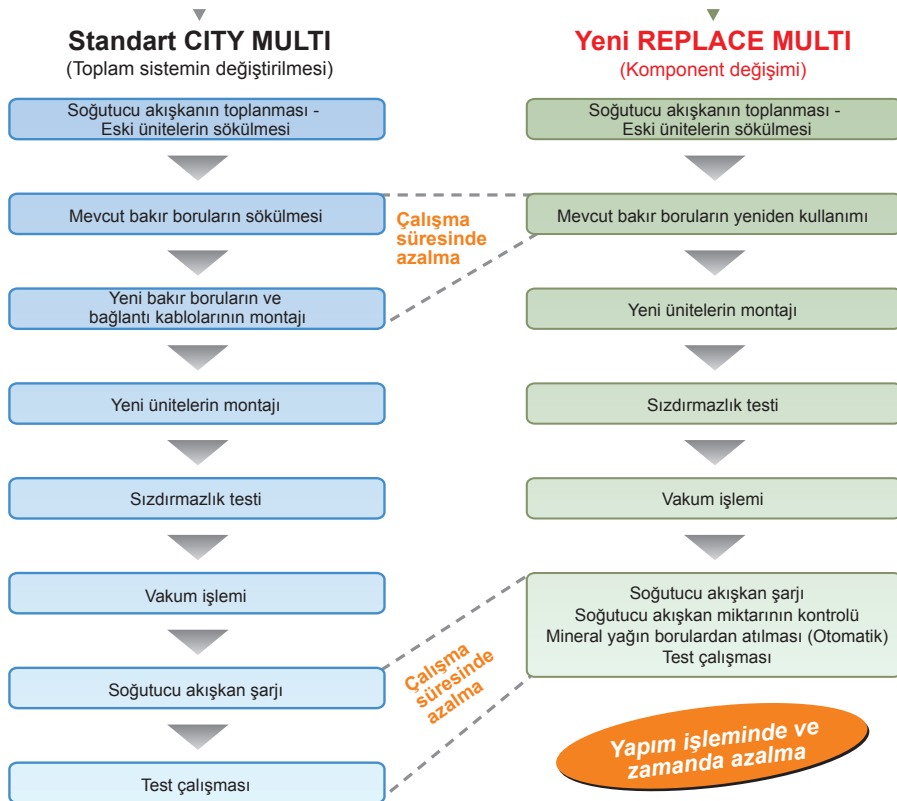 Standart CITY MULTI
(Toplam sistemin değiştirilmesi)
Soğutucu akışkanın toplanması -
Eski ünitelerin sökülmesi
Mevcut bakır boruların sökülmesi
Yeni bakır boruların ve
bağlantı kablolarının montajı
Yeni ünitelerin montajı
Sızdırmazlık testi
Vakum işlemi
Soğutucu akışkan şarjı
Test çalışması
Çalışma
süresinde
azalma
Çalışma
süresinde
azalma
Yeni REPLACE MULTI
(Komponent değişimi)
Soğutucu akışkanın toplanması -
Eski ünitelerin sökülmesi
Mevcut bakır boruların yeniden kullanımı
Yeni ünitelerin montajı
Sızdırmazlık testi
Vakum işlemi
Soğutucu akışkan şarjı
Soğutucu akışkan miktarının kontrolü
Mineral yağın borulardan atılması (Otomatik)
Test çalışması
Yapım işleminde ve
zamanda azalma